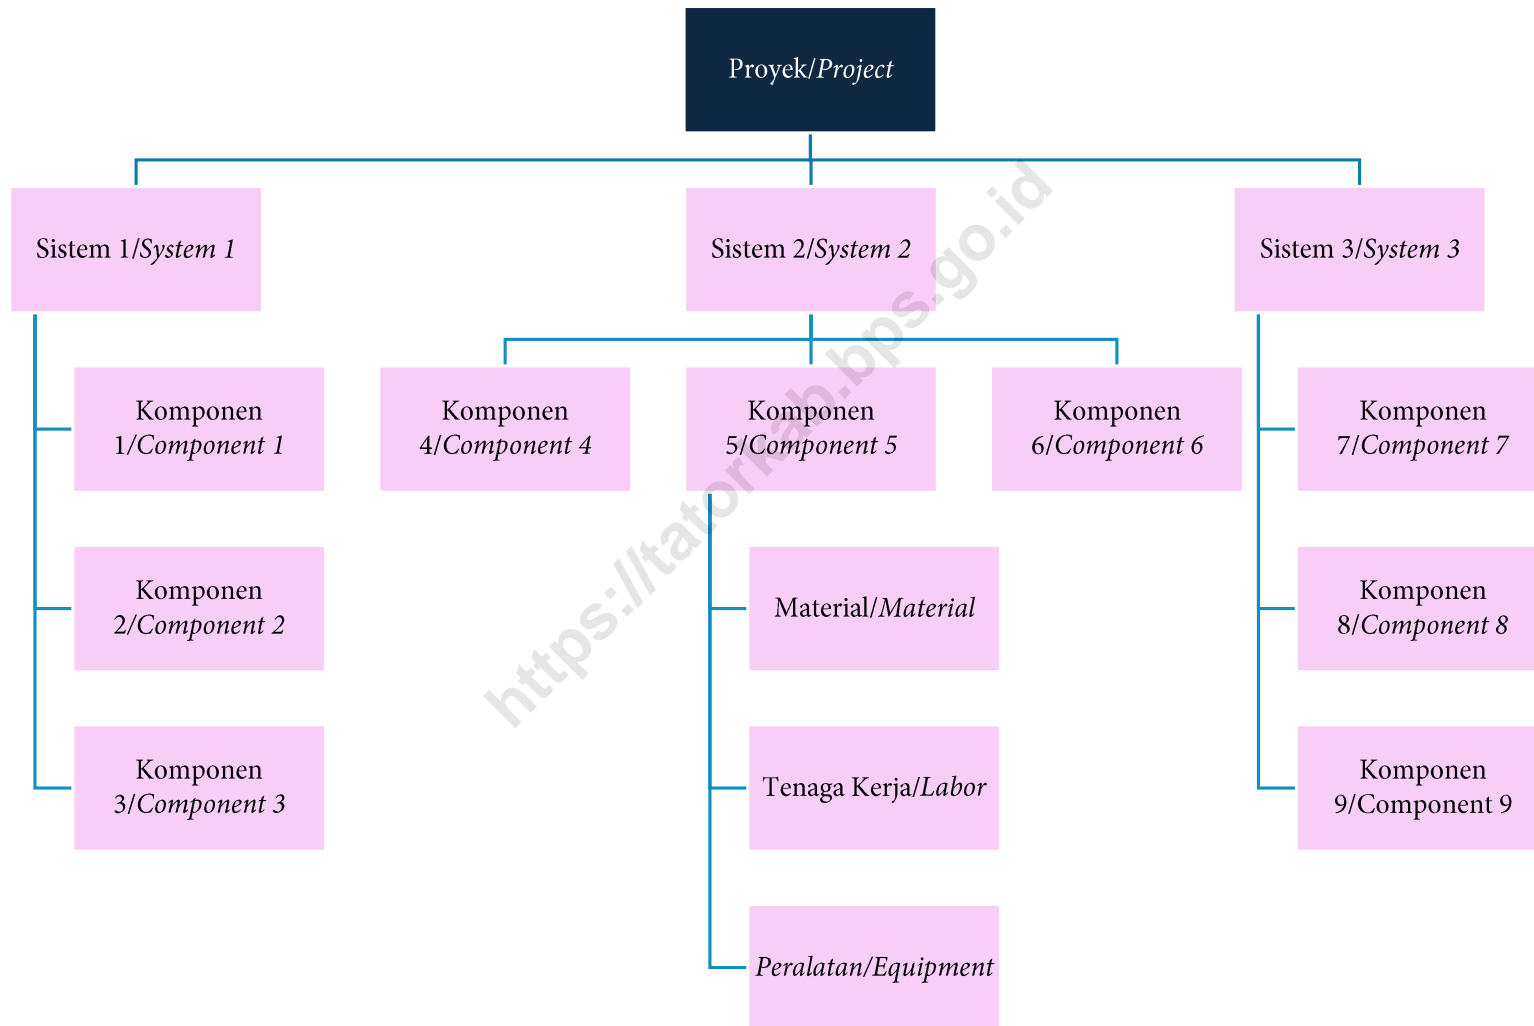 Proyek/Project
Sistem 1/System 1
Sistem 2/System 2
Sistem 3/System 3
Komponen
1/Component 1
Komponen
4/Component 4
Komponen
5/Component 5
Komponen
6/Component 6
Komponen
7/Component 7
Komponen
2/Component 2
Material/Material
Komponen
8/Component 8
Komponen
3/Component 3
Tenaga Kerja/Labor
Komponen
9/Component 9
Peralatan/Equipment
https://tatorkab.bps.go.id